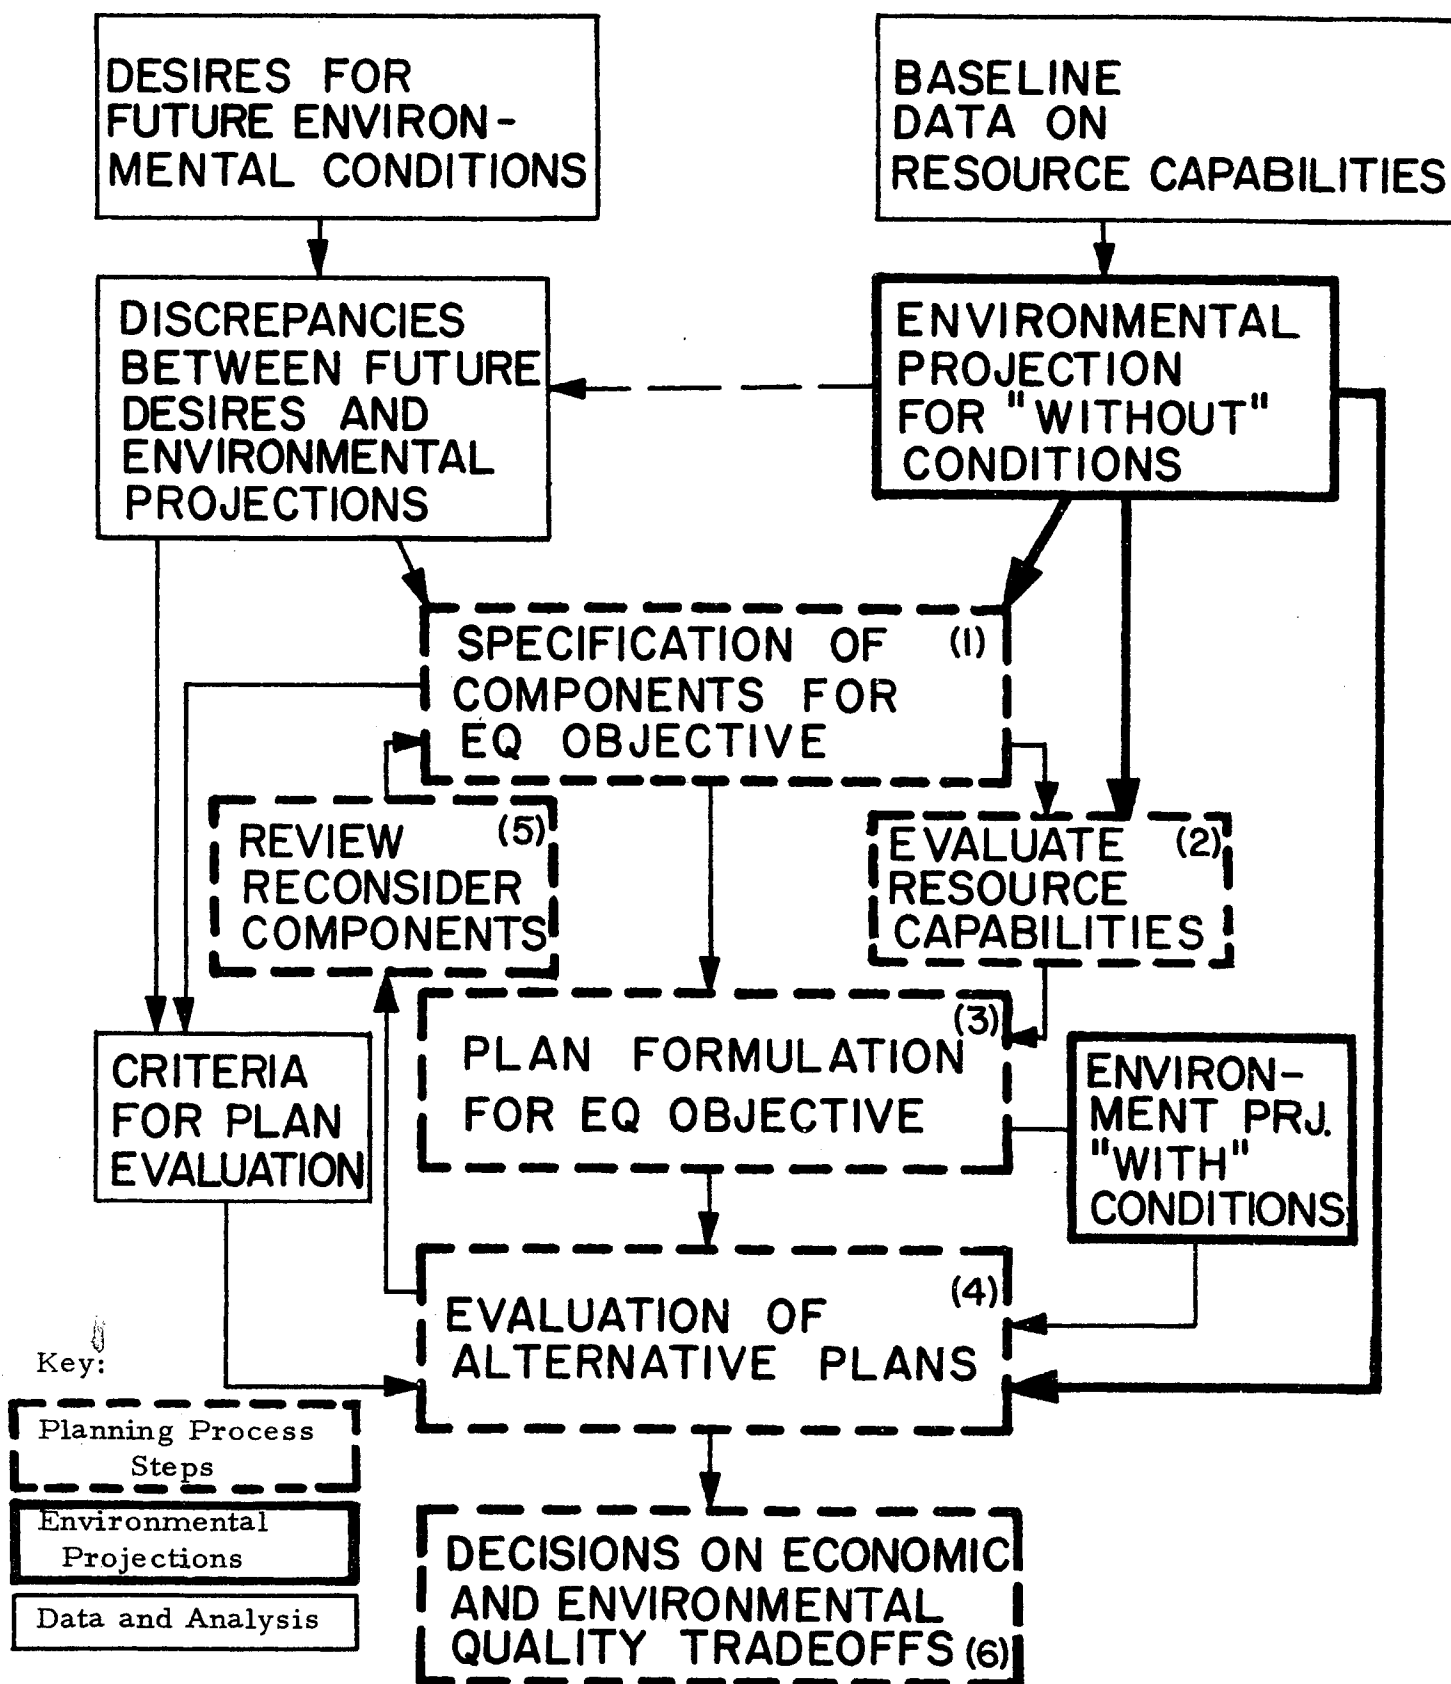 DESIRES FOR
FUTURE ENVIRON-
MENTAL CONDITIONS
BASELINE
DATA ON
RESOURCE CAPABILITIES
DISCREPANCIES
BETWEEN FUTURE
DESIRES AND
ENVIRONMENTAL
PROJECTIONS
ENVIRONMENTAL
PROJECTION
FOR "WITHOUT"
CONDITIONS
SPECIFICATION OF (1)
COMPONENTS FOR
EQ OBJECTIVE
REVIEW (5)
RECONSIDER
COMPONENTS
EVALUATE (2)
RESOURCE
CAPABILITIES
(3)
PLAN FORMULATION
FOR EQ OBJECTIVE
CRITERIA
FOR PLAN
EVALUATION
ENVIRON-
MENT PRJ.
"WITH"
CONDITIONS
(4)
EVALUATION OF
ALTERNATIVE PLANS
DECISIONS ON ECONOMIC
AND ENVIRONMENTAL
QUALITY TRADEOFFS (6)
Key:
Planning Process
Steps
Environmental
Projections
Data and Analysis